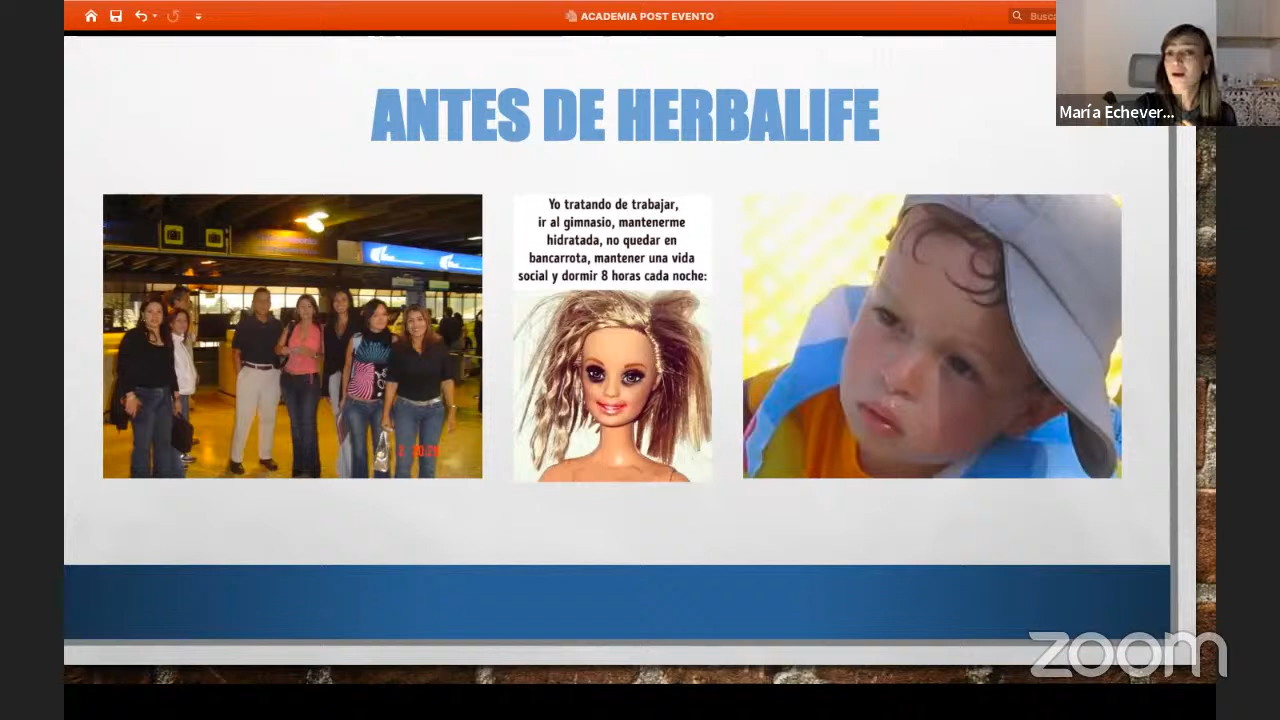 ACADEMIA POST EVENTO
Busca
ANTES DE HERBALIFE
María Echever...
Yo tratando de trabajar,
ir al gimnasio, mantenerme
hidratada, no quedar en
bancarrota, mantener una vida
social y dormir 8 horas cada noche:
zoom